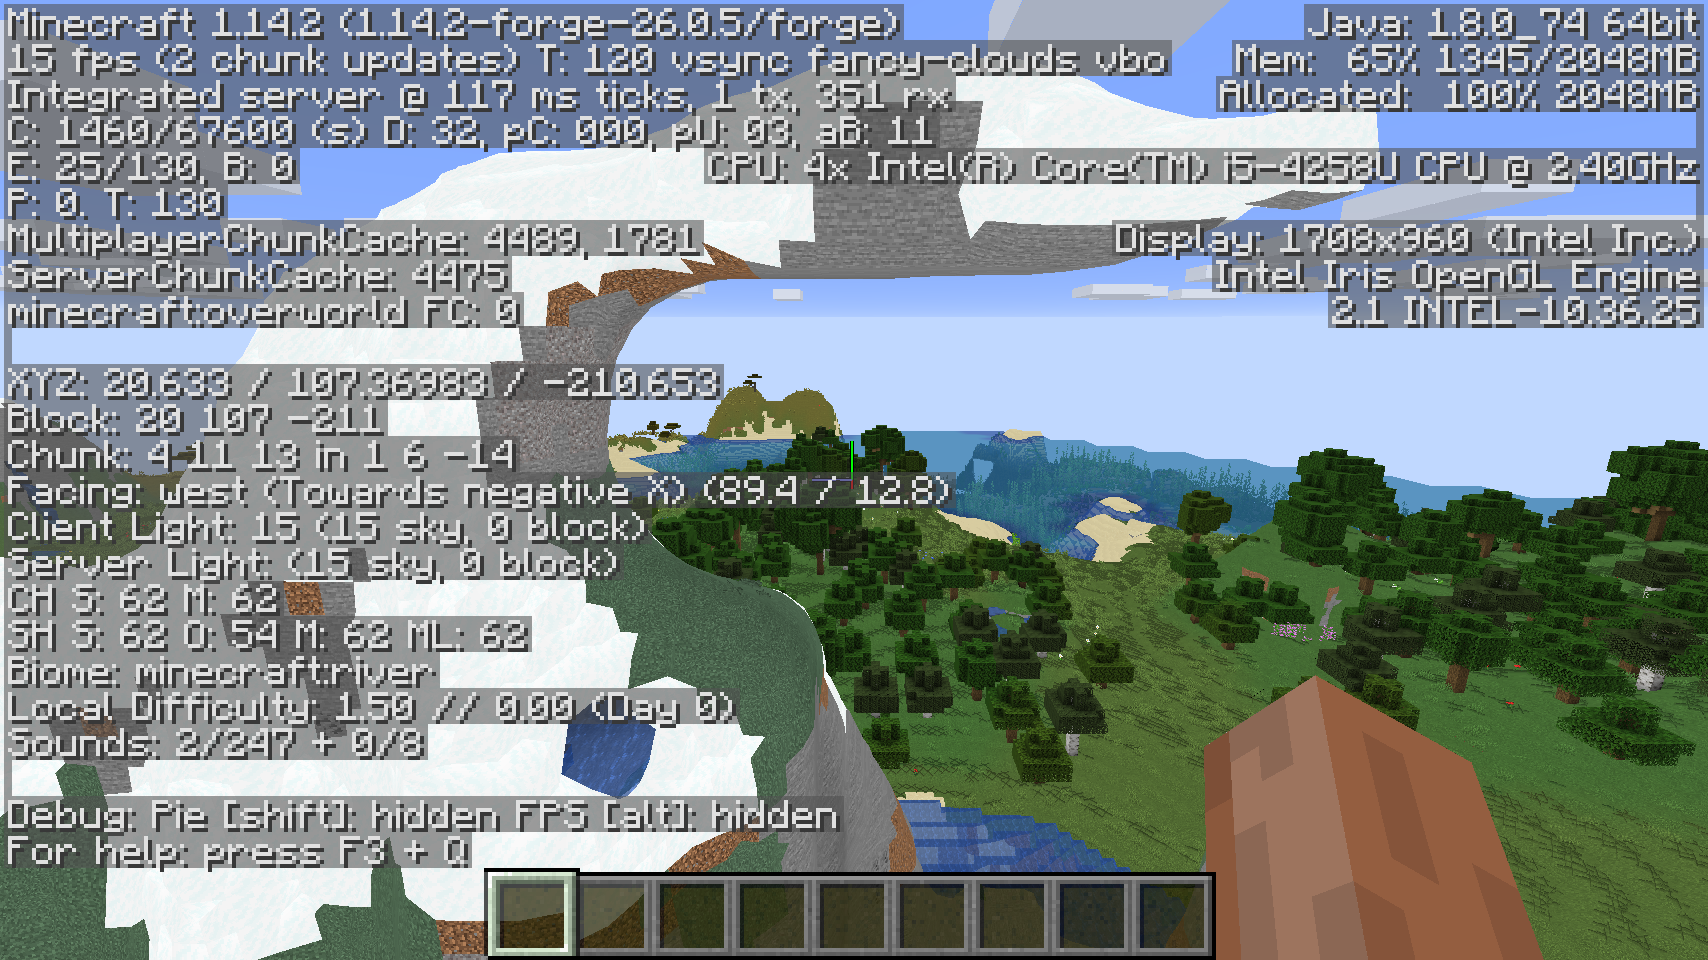 Minecraft 1.14.2 (1.14.2-forge-26.0.5/forge)
15 fps (2 chunk updates) T: 120 vsync fancy-clouds vbo
Integrated server @ 117 ms ticks, 1 tx, 351 rx
C: 1460/67600 (s) D: 32, pC: 000, pU: 03, aB: 11
E: 25/130, B: 0
P: 0. T: 130
MultiplayerChunkCache: 4489, 1781
ServerChunkCache: 4475
minecraft:overworld FC: 0
XYZ: 20.633 / 107.36983 / -210.653
Block: 20 107 -211
Chunk: 4 11 13 in 1 6 -14
Facing: west (Towards negative X) (89.4 / 12.8)
Client Light: 15 (15 sky, 0 block)
Server Light: (15 sky, 0 block)
CH S: 62 M: 62
SH S: 62 O: 54 M: 62 ML: 62
Biome: minecraft:river
Local Difficulty: 1.50 // 0.00 (Day 0)
Sounds: 2/247 + 0/8
Debug: Pie [shift]: hidden FPS [alt]: hidden
For help: press F3 + Q
Java: 1.8.0_74 64bit
Mem: 65% 1345/2048MB
Allocated: 100% 2048MB
CPU: 4x Intel(R) Core(TM) i5-4258U CPU @ 2.40GHz
Display: 1708x960 (Intel Inc.)
Intel Iris OpenGL Engine
2.1 INTEL-10.36.25